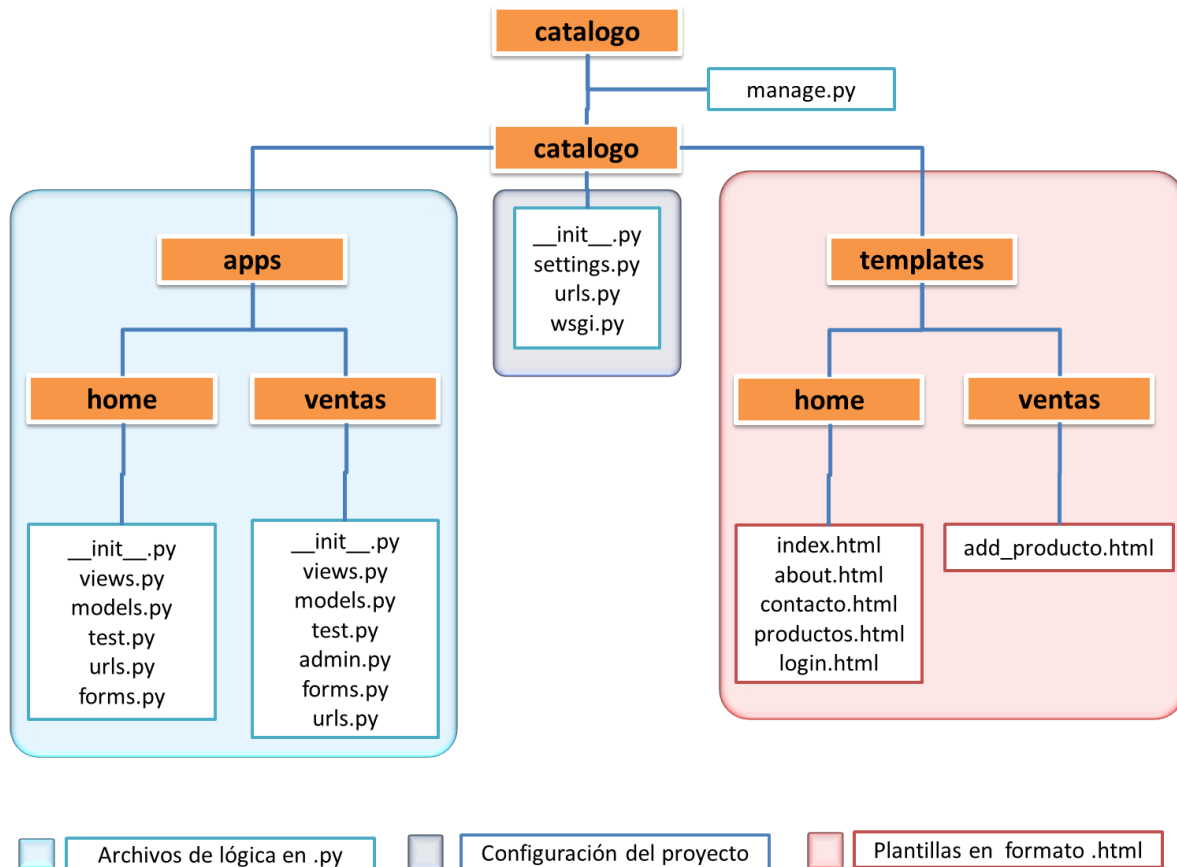 catalogo
manage.py
catalogo
__init__.py
settings.py
urls.py
wsgi.py
apps
templates
home
ventas
home
ventas
__init__.py
views.py
models.py
test.py
urls.py
forms.py
__init__.py
views.py
models.py
test.py
admin.py
forms.py
urls.py
index.html
about.html
contacto.html
productos.html
login.html
add_producto.html
Archivos de lógica en .py
Configuración del proyecto
Plantillas en formato .html